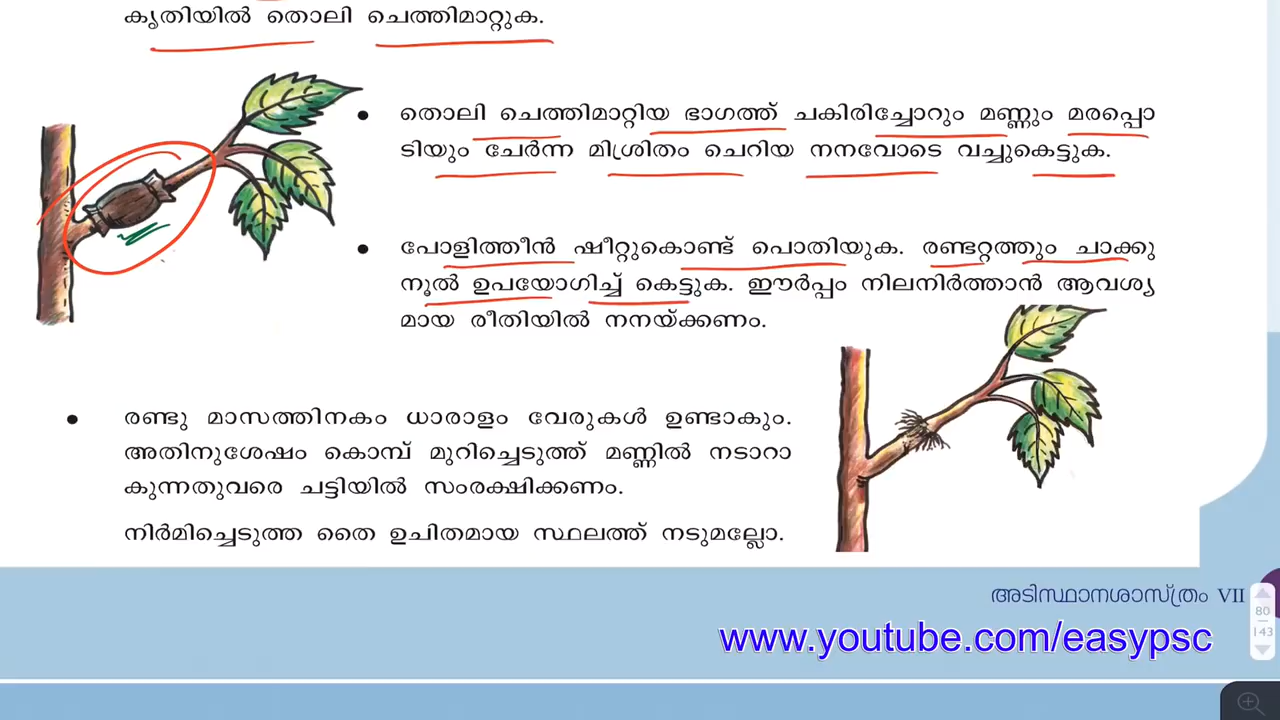 കൃതിയിൽ തൊലി ചെത്തിമാറ്റുക.
• തൊലി ചെത്തിമാറ്റിയ ഭാഗത്ത് ചകിരിച്ചോറും മണ്ണും മരപ്പൊ
ടിയും ചേർന്ന മിശ്രിതം ചെറിയ നനവോടെ വച്ചുകെട്ടുക.
• പോളിത്തീൻ ഷീറ്റുകൊണ്ട് പൊതിയുക. രണ്ടറ്റത്തും ചാക്കു
നൂൽ ഉപയോഗിച്ച് കെട്ടുക. ഈർപ്പം നിലനിർത്താൻ ആവശ്യ
മായ രീതിയിൽ നനയ്ക്കണം.
• രണ്ടു മാസത്തിനകം ധാരാളം വേരുകൾ ഉണ്ടാകും.
അതിനുശേഷം കൊമ്പ് മുറിച്ചെടുത്ത് മണ്ണിൽ നടാറാ
കുന്നതുവരെ ചട്ടിയിൽ സംരക്ഷിക്കണം.
നിർമിച്ചെടുത്ത തൈ ഉചിതമായ സ്ഥലത്ത് നടുമല്ലോ.
അടിസ്ഥാനശാസ്ത്രം VII
80
143
www.youtube.com/easypsc